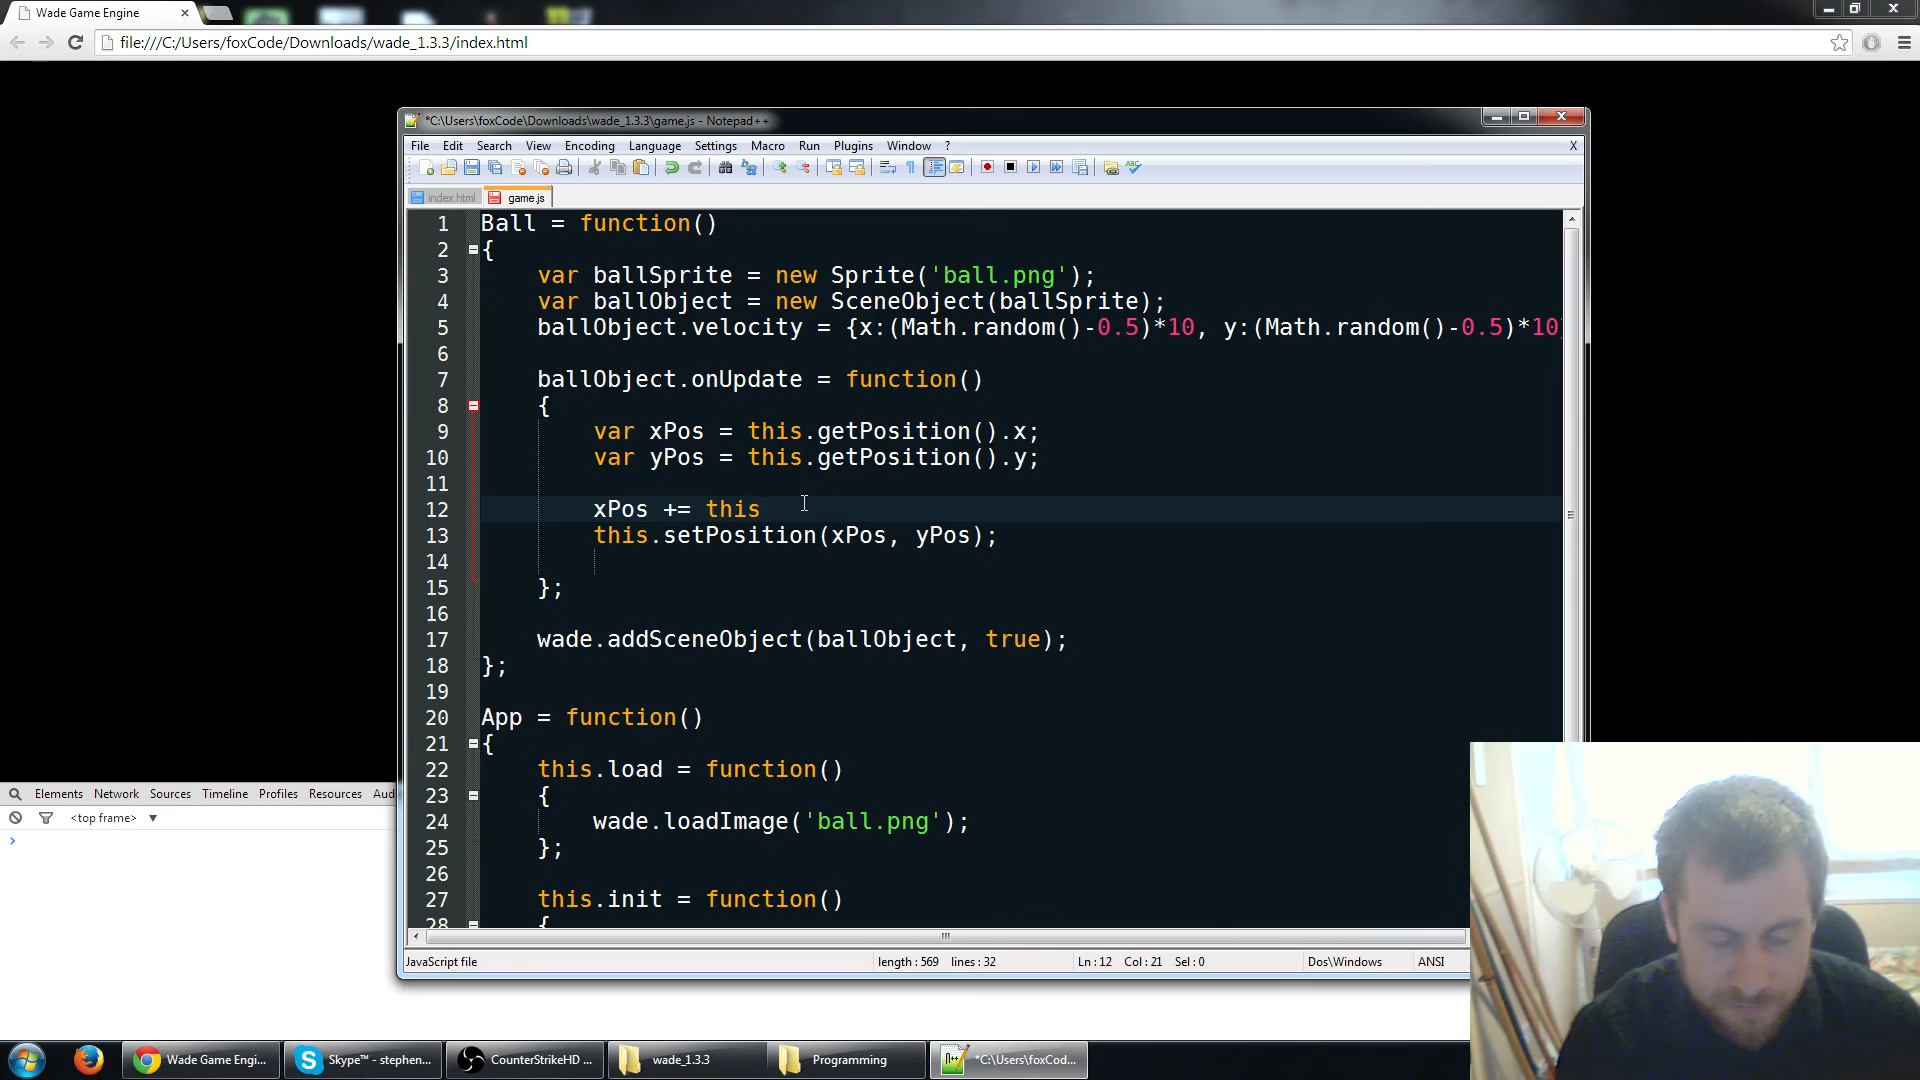 Wade Game Engine
file:///C:/Users/foxCode/Downloads/wade_1.3.3/index.html
*C:\Users\foxCode\Downloads\wade_1.3.3\game.js - Notepad++
File Edit Search View Encoding Language Settings Macro Run Plugins Window ? X
index.html game.js
1 Ball = function()
2 {
3 var ballSprite = new Sprite('ball.png');
4 var ballObject = new SceneObject(ballSprite);
5 ballObject.velocity = {x:(Math.random()-0.5)*10, y:(Math.random()-0.5)*10
6
7 ballObject.onUpdate = function()
8 {
9 var xPos = this.getPosition().x;
10 var yPos = this.getPosition().y;
11
12 xPos += this
13 this.setPosition(xPos, yPos);
14
15 };
16
17 wade.addSceneObject(ballObject, true);
18 };
19
20 App = function()
21 {
22 this.load = function()
23 {
24 wade.loadImage('ball.png');
25 };
26
27 this.init = function()
28 {
Elements Network Sources Timeline Profiles Resources Aud
<top frame>
JavaScript file length : 569 lines : 32 Ln : 12 Col : 21 Sel : 0 Dos\Windows ANSI
Wade Game Engi... Skype™ - stephen... CounterStrikeHD ... wade_1.3.3 Programming *C:\Users\foxCod...